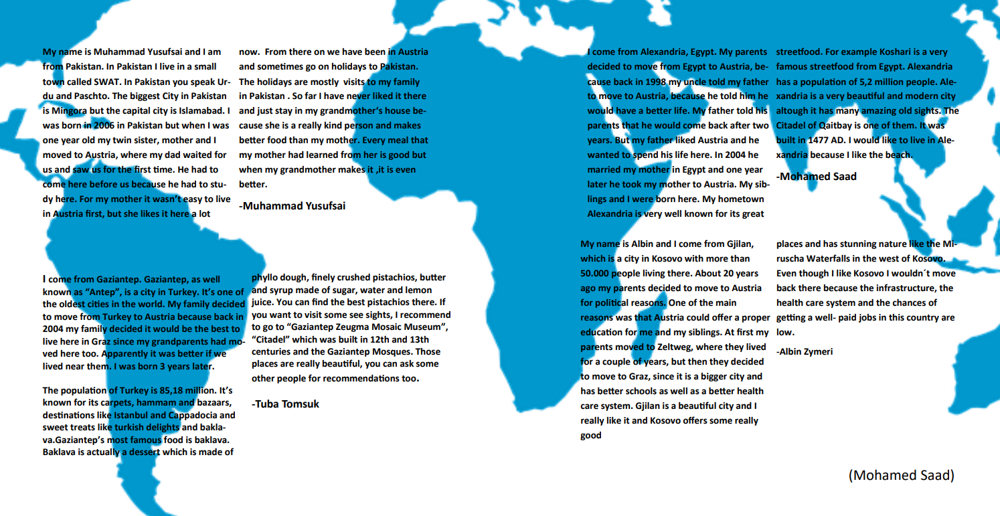 My name is Muhammad Yusufsai and I am
from Pakistan. In Pakistan I live in a small
town called SWAT. In Pakistan you speak Ur-
du and Paschto. The biggest City in Pakistan
is Mingora but the capital city is Islamabad. I
was born in 2006 in Pakistan but when I was
one year old my twin sister, mother and I
moved to Austria, where my dad waited for
us and saw us for the first time. He had to
come here before us because he had to stu-
dy here. For my mother it wasn't easy to live
in Austria first, but she likes it here a lot
now.  From there on we have been in Austria
and sometimes go on holidays to Pakistan.
The holidays are mostly  visits to my family
in Pakistan . So far I have never liked it there
and just stay in my grandmother's house be-
cause she is a really kind person and makes
better food than my mother. Every meal that
my mother had learned from her is good but
when my grandmother makes it ,it is even
better.
-Muhammad Yusufsai
I come from Gaziantep. Gaziantep, as well
known as “Antep”, is a city in Turkey. It's one of
the oldest cities in the world. My family decided
to move from Turkey to Austria because back in
2004 my family decided it would be the best to
live here in Graz since my grandparents had mo-
ved here too. Apparently it was better if we
lived near them. I was born 3 years later.
The population of Turkey is 85,18 million. It's
known for its carpets, hammam and bazaars,
destinations like Istanbul and Cappadocia and
sweet treats like turkish delights and bakla-
va.Gaziantep's most famous food is baklava.
Baklava is actually a dessert which is made of
phyllo dough, finely crushed pistachios, butter
and syrup made of sugar, water and lemon
juice. You can find the best pistachios there. If
you want to visit some see sights, I recommend
to go to “Gaziantep Zeugma Mosaic Museum”,
“Citadel” which was built in 12th and 13th
centuries and the Gaziantep Mosques. Those
places are really beautiful, you can ask some
other people for recommendations too.
-Tuba Tomsuk
I come from Alexandria, Egypt. My parents
decided to move from Egypt to Austria, be-
cause back in 1998 my uncle told my father
to move to Austria, because he told him he
would have a better life. My father told his
parents that he would come back after two
years. But my father liked Austria and he
wanted to spend his life here. In 2004 he
married my mother in Egypt and one year
later he took my mother to Austria. My sib-
lings and I were born here. My hometown
Alexandria is very well known for its great
streetfood. For example Koshari is a very
famous streetfood from Egypt. Alexandria
has a population of 5,2 million people. Ale-
xandria is a very beautiful and modern city
altough it has many amazing old sights. The
Citadel of Qaitbay is one of them. It was
built in 1477 AD. I would like to live in Ale-
xandria because I like the beach.
-Mohamed Saad
My name is Albin and I come from Gjilan,
which is a city in Kosovo with more than
50.000 people living there. About 20 years
ago my parents decided to move to Austria
for political reasons. One of the main
reasons was that Austria could offer a proper
education for me and my siblings. At first my
parents moved to Zeltweg, where they lived
for a couple of years, but then they decided
to move to Graz, since it is a bigger city and
has better schools as well as a better health
care system. Gjilan is a beautiful city and I
really like it and Kosovo offers some really
good
places and has stunning nature like the Mi-
ruscha Waterfalls in the west of Kosovo.
Even though I like Kosovo I wouldn´t move
back there because the infrastructure, the
health care system and the chances of
getting a well- paid jobs in this country are
low.
-Albin Zymeri
(Mohamed Saad)